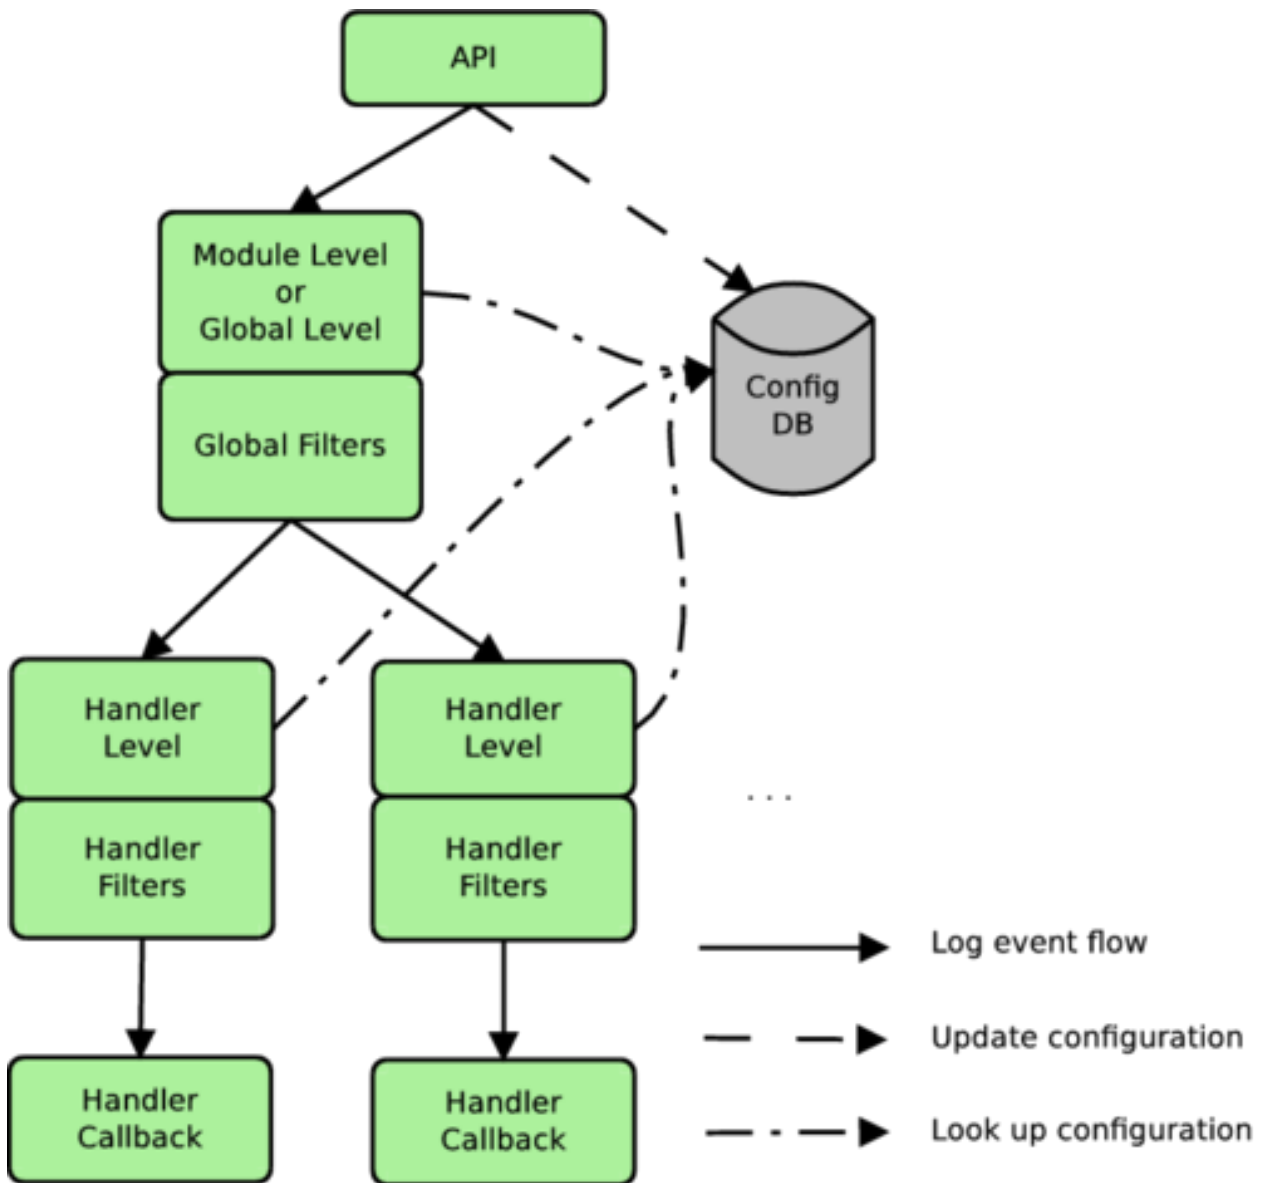 API
Module Level
or
Global Level
Global Filters
Config
DB
Handler
Level
Handler
Level
. . .
Handler
Filters
Handler
Filters
Handler
Callback
Handler
Callback
Log event flow
Update configuration
Look up configuration